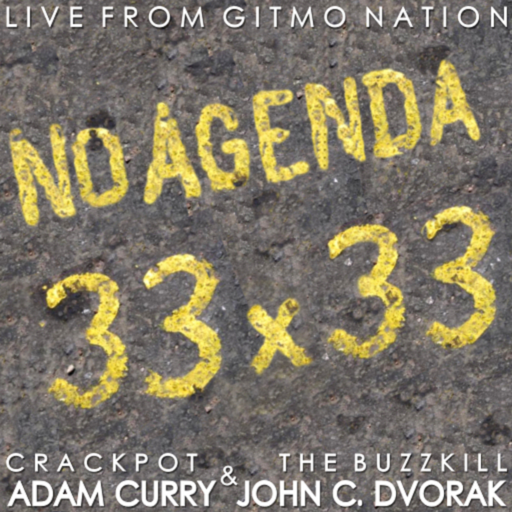 LIVE FROM GITMO NATION
NO AGENDA
33 x 33
CRACKPOT & THE BUZZKILL
ADAM CURRY JOHN C. DVORAK